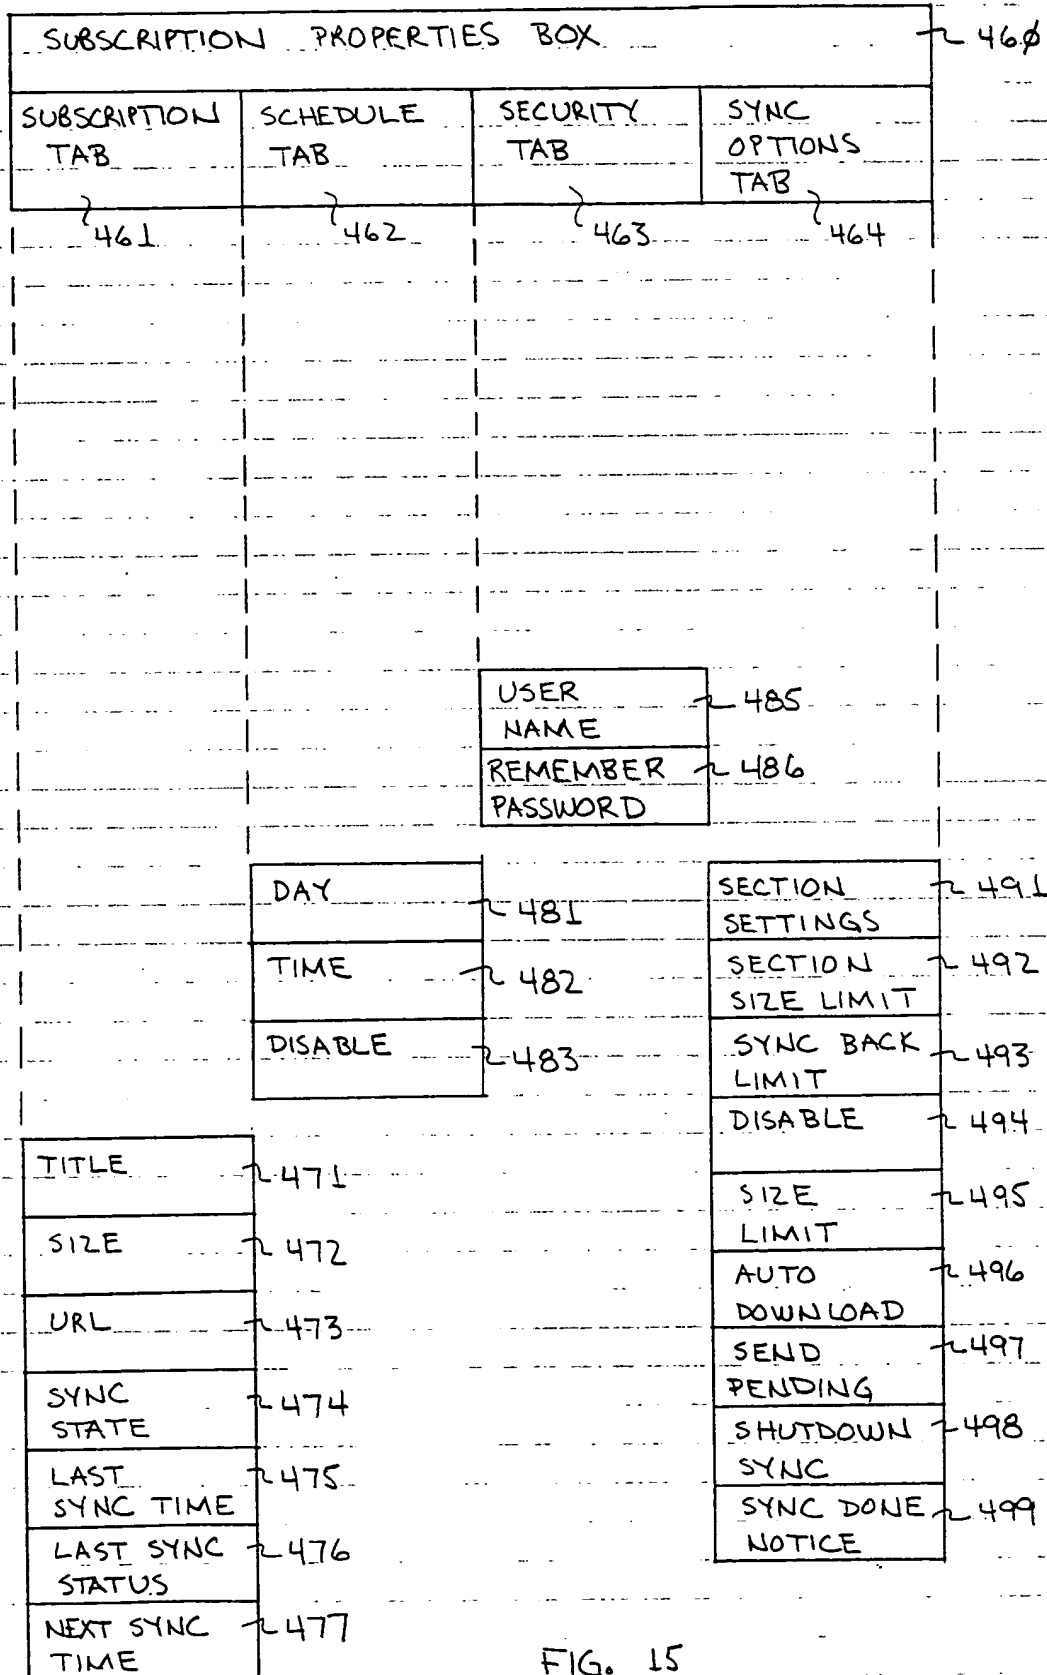 SUBSCRIPTION PROPERTIES BOX 460
SUBSCRIPTION TAB 461
SCHEDULE TAB 462
SECURITY TAB 463
SYNC OPTIONS TAB 464
USER NAME 485
REMEMBER PASSWORD 486
DAY 481
TIME 482
DISABLE 483
SECTION SETTINGS 491
SECTION SIZE LIMIT 492
SYNC BACK LIMIT 493
DISABLE 494
SIZE LIMIT 495
AUTO DOWNLOAD 496
SEND PENDING 497
SHUTDOWN SYNC 498
SYNC DONE NOTICE 499
TITLE 471
SIZE 472
URL 473
SYNC STATE 474
LAST SYNC TIME 475
LAST SYNC STATUS 476
NEXT SYNC TIME 477
FIG. 15